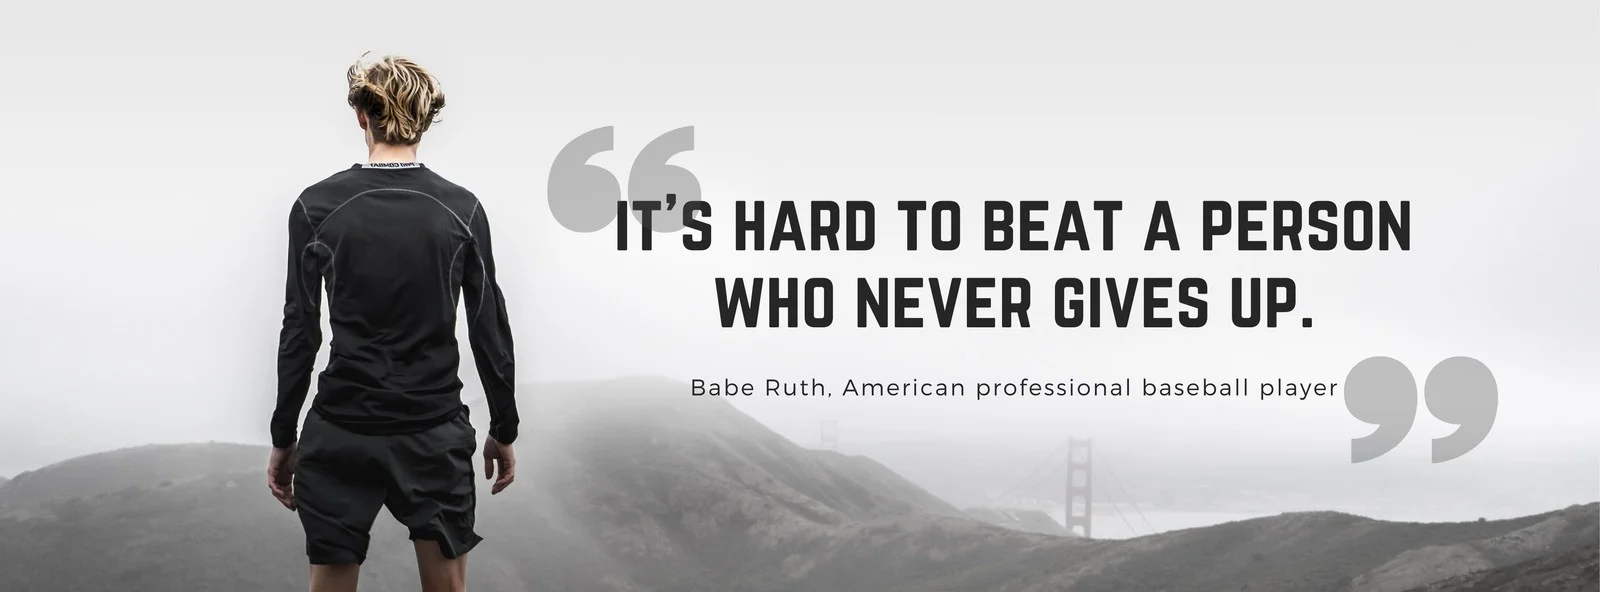 IT'S HARD TO BEAT A PERSON
WHO NEVER GIVES UP.
Babe Ruth, American professional baseball player